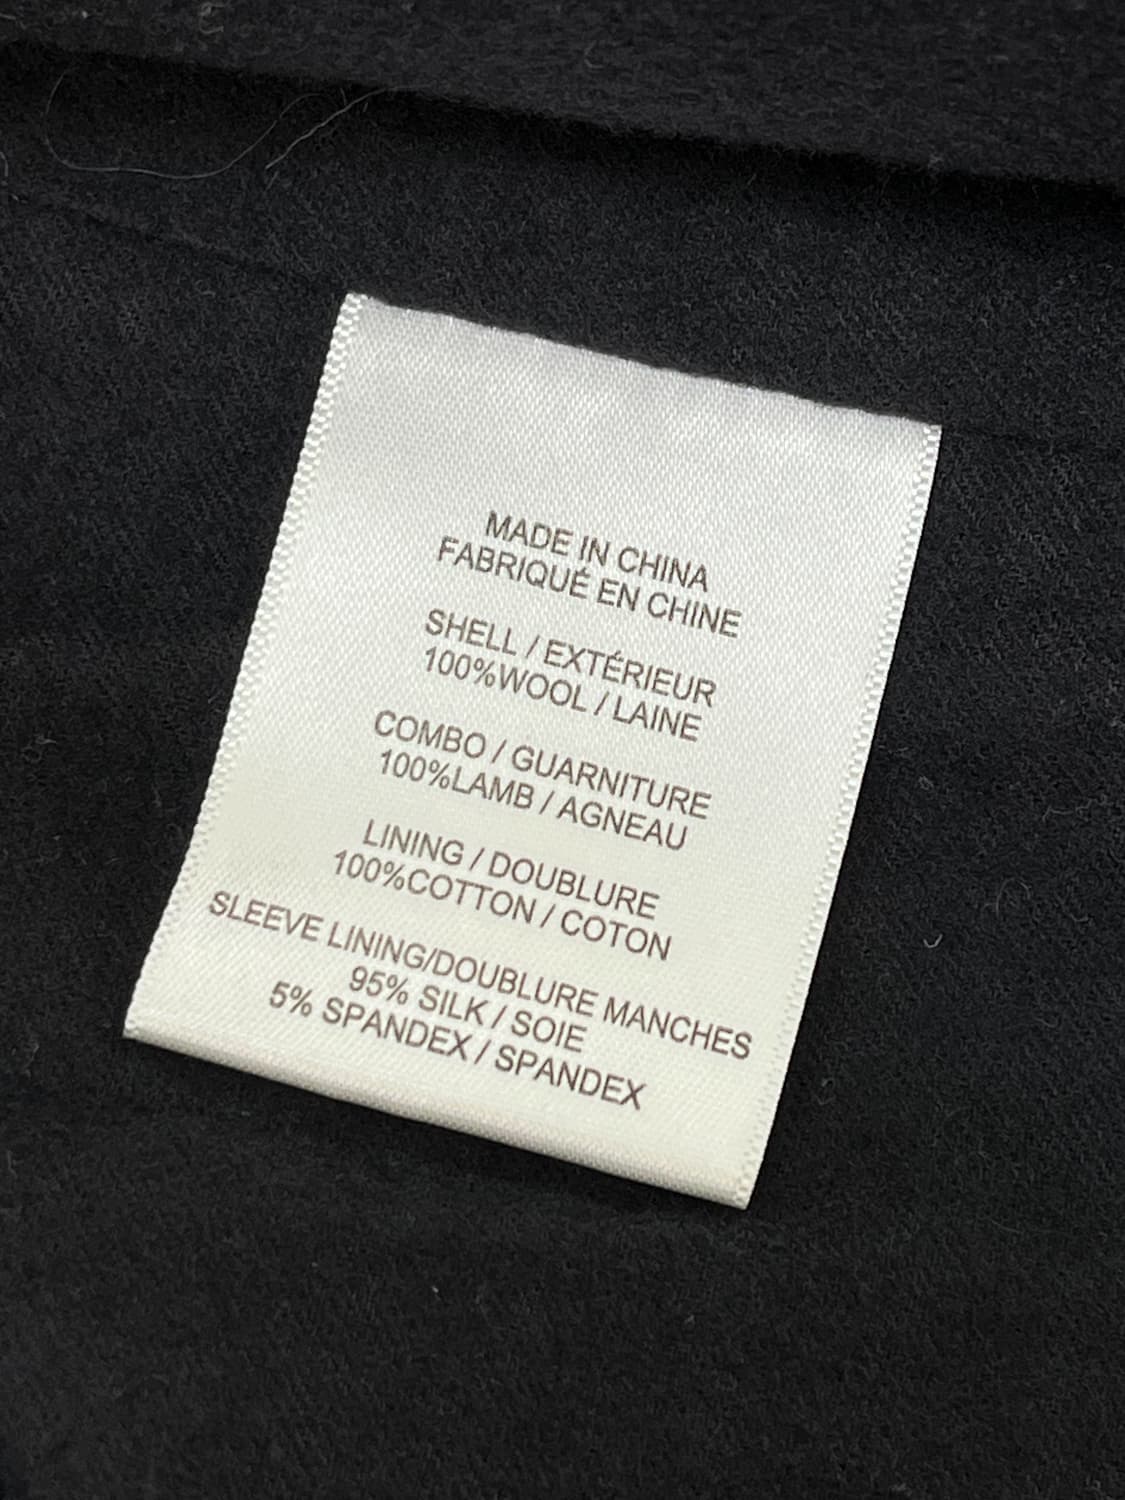 MADE IN CHINA
FABRIQUÉ EN CHINE
SHELL / EXTÉRIEUR
100%WOOL / LAINE
COMBO / GUARNITURE
100%LAMB / AGNEAU
LINING / DOUBLURE
100%COTTON / COTON
SLEEVE LINING/DOUBLURE MANCHES
95% SILK / SOIE
5% SPANDEX / SPANDEX